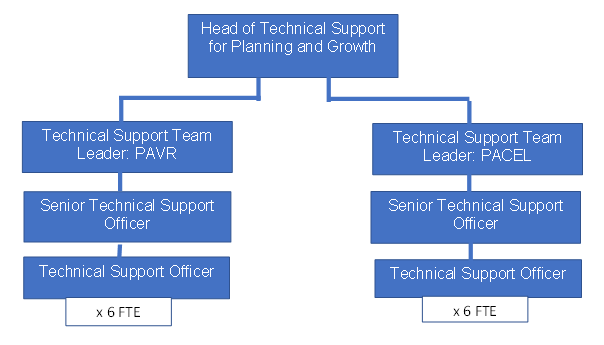 Head of Technical Support
for Planning and Growth
Technical Support Team
Leader: PAVR
Senior Technical Support
Officer
Technical Support Officer
x 6 FTE
Technical Support Team
Leader: PACEL
Senior Technical Support
Officer
Technical Support Officer
x 6 FTE